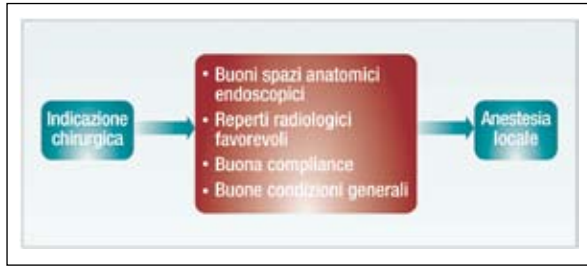 Indicazione
chirurgica
• Buoni spazi anatomici
endoscopici
• Reperti radiologici
favorevoli
• Buona compliance
• Buone condizioni generali
Anestesia
locale